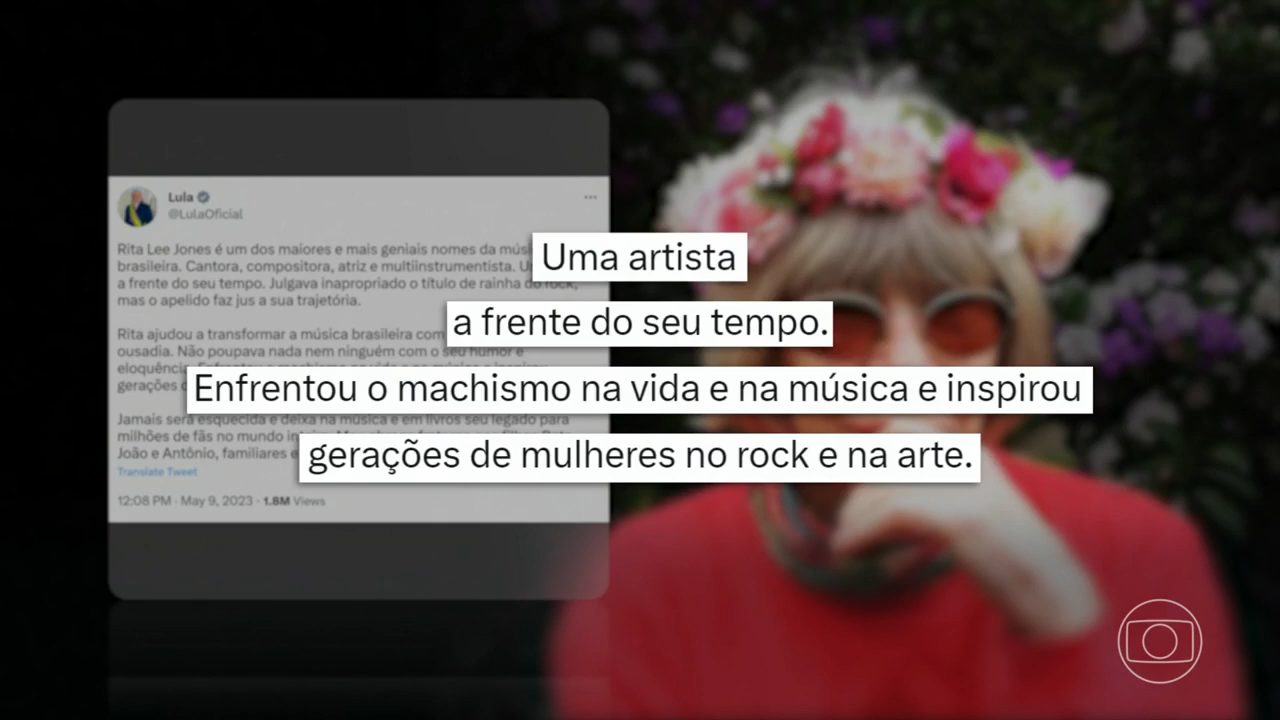 Lula
@LulaOficial
Rita Lee Jones é um dos maiores e mais geniais nomes da mús
brasileira. Cantora, compositora, atriz e multiinstrumentista.
a frente do seu tempo. Julgava inapropriado o título de rainha do rock,
mas o apelido faz jus a sua trajetória.
Rita ajudou a transformar a música brasileira com
ousadia. Não poupava nada nem ninguém com o seu humor e
gerações
Jamais será esquecida e deixa na música e em livros seu legado para
milhões de fãs no mundo
João e Antônio, familiares e
Translate Tweet
12:08 PM · May 9, 2023 · 1.8M Views
Uma artista
a frente do seu tempo.
Enfrentou o machismo na vida e na música e inspirou
gerações de mulheres no rock e na arte.